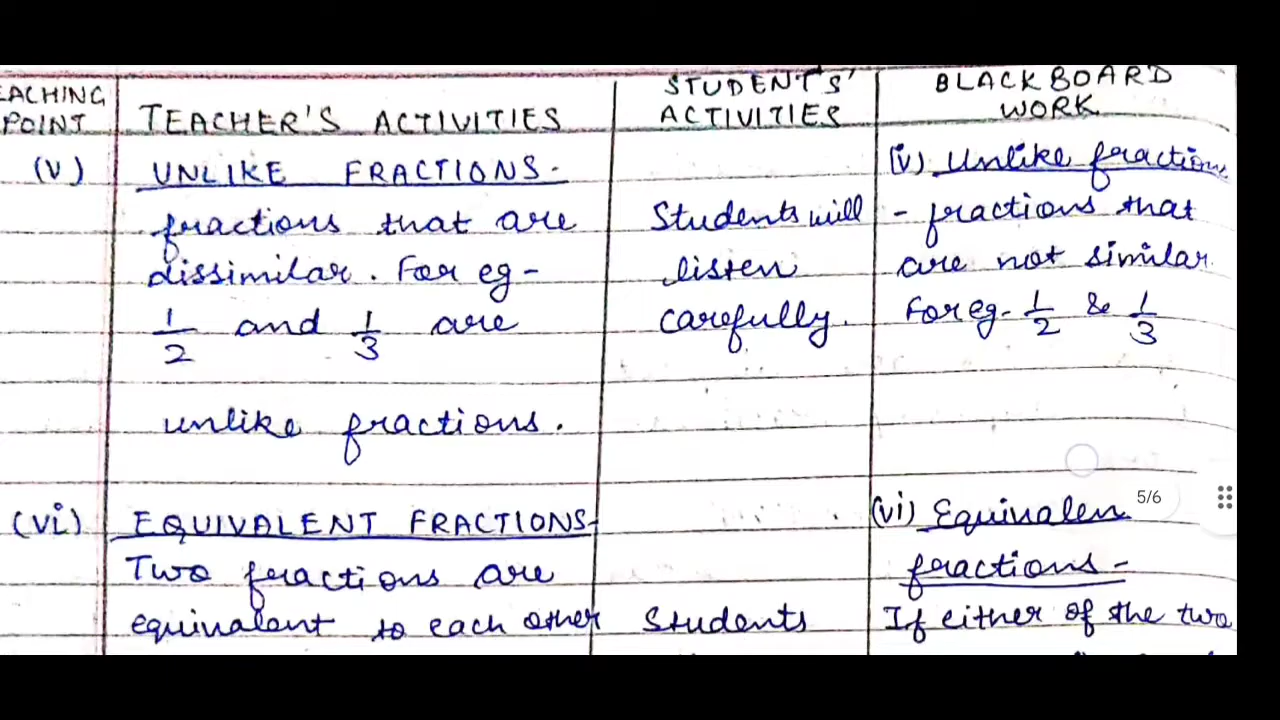 EACHING
POINT
TEACHER'S ACTIVITIES
STUDENTS'
ACTIVITIES
BLACKBOARD
WORK
(v)
UNLIKE FRACTIONS-
fractions that are
dissimilar. For eg-
1/2 and 1/3 are
unlike fractions.
Students will
listen
carefully.
(v) Unlike fractions
- fractions that
are not similar.
For eg. 1/2 & 1/3
(vi)
EQUIVALENT FRACTIONS-
Two fractions are
equivalent to each other
Students
(vi) Equivalen
fractions-
If either of the two
5/6